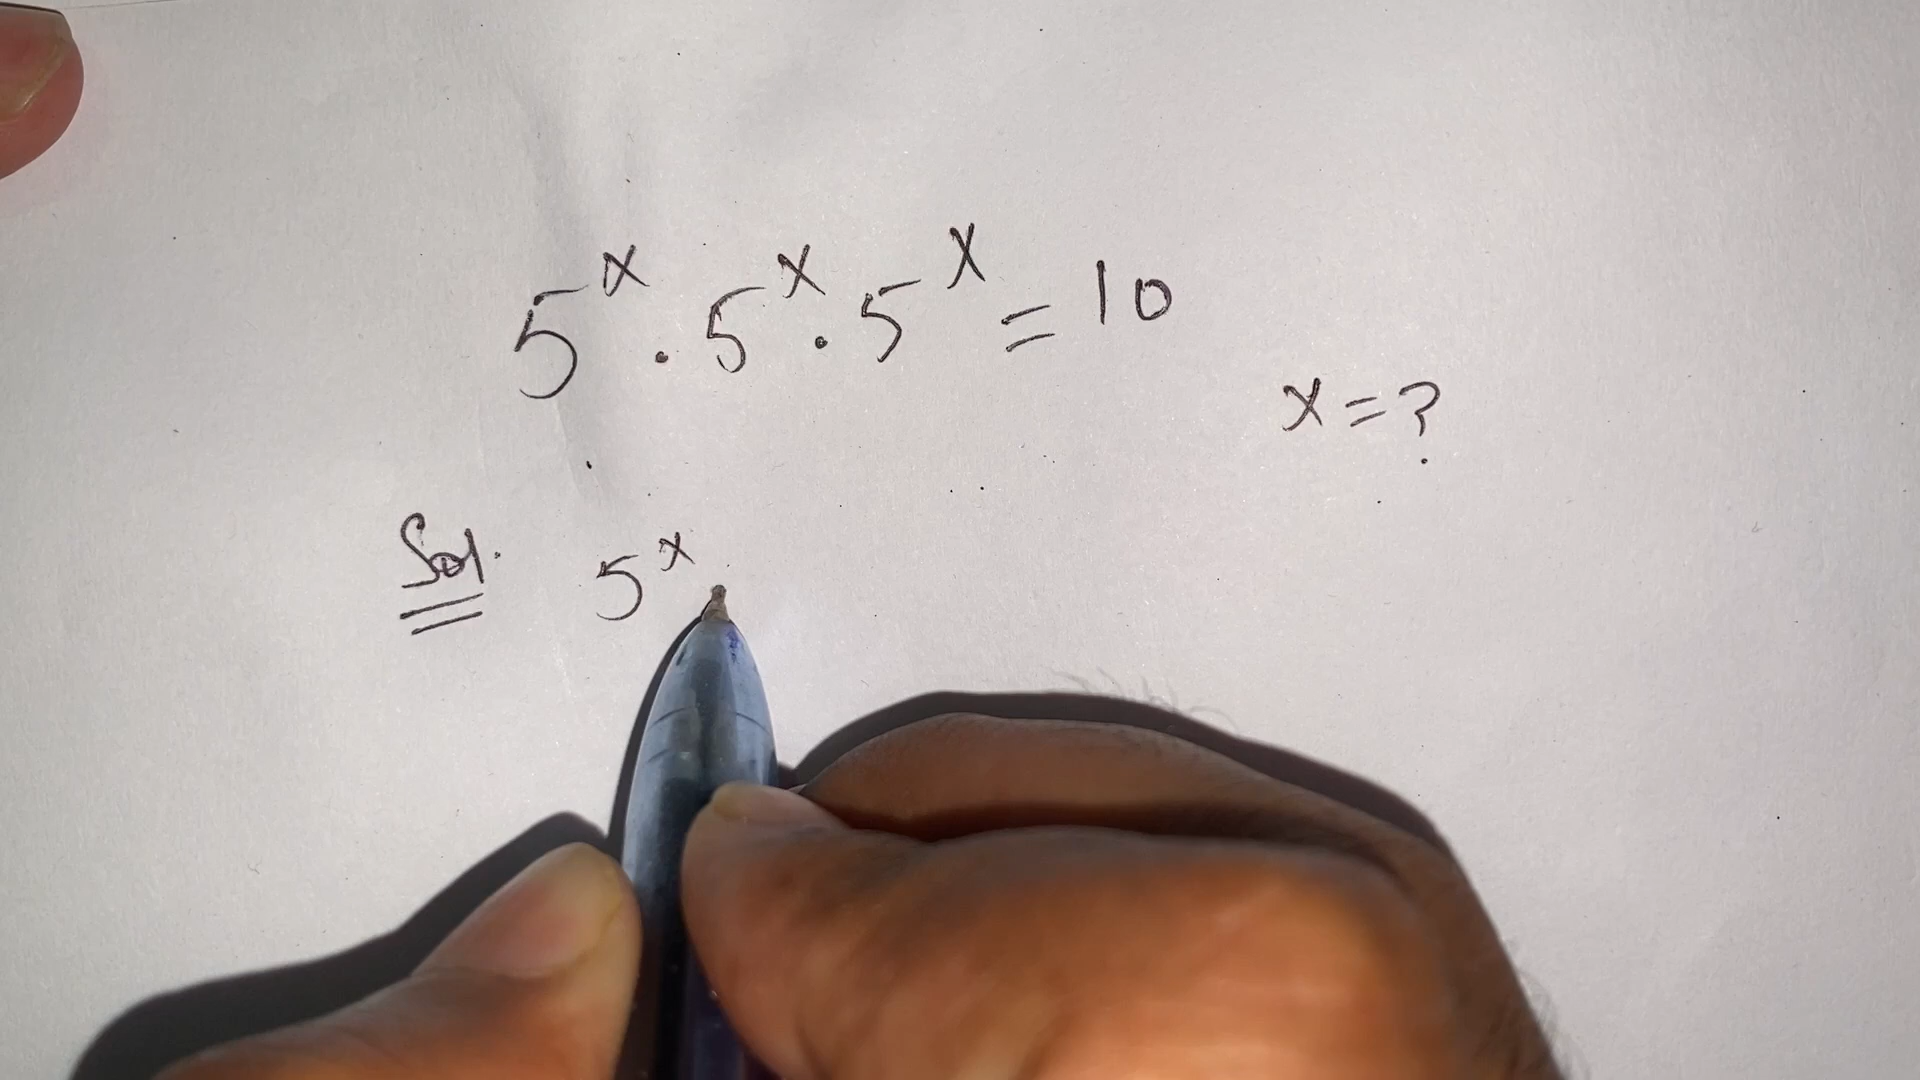 5^x . 5^x . 5^x = 10
x = ?
Sol. 5^x